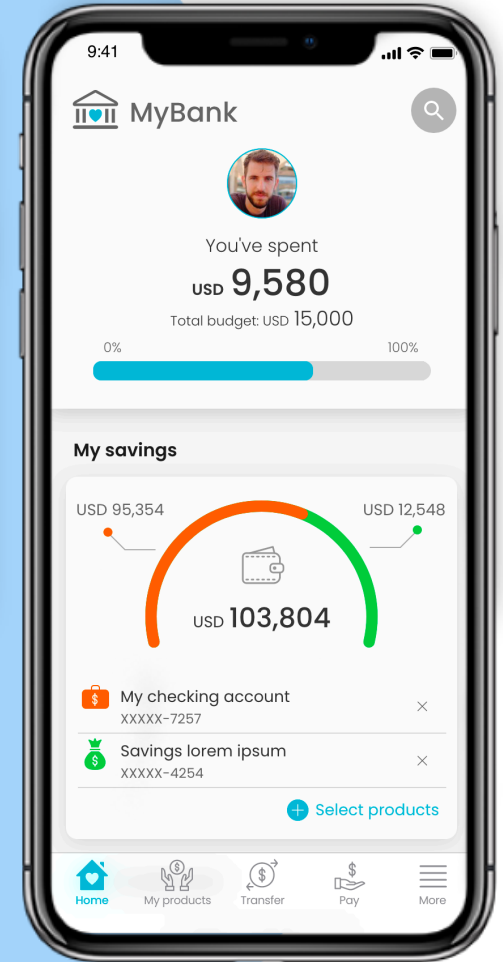 9:41
MyBank
You've spent
USD 9,580
Total budget: USD 15,000
0% 100%
My savings
USD 95,354 USD 12,548
USD 103,804
$ My checking account
XXXXX-7257
$ Savings lorem ipsum
XXXXX-4254
+ Select products
Home My products Transfer Pay More